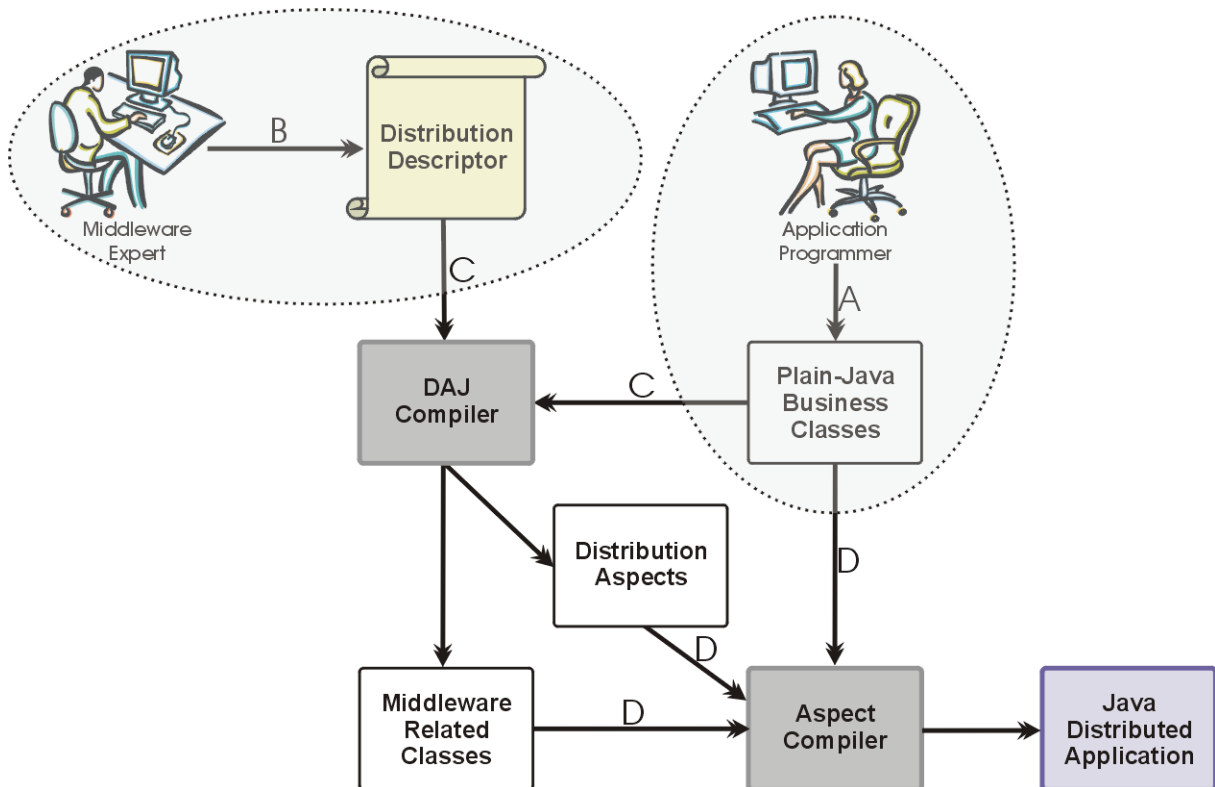 B
Distribution
Descriptor
Middleware
Expert
Application
Programmer
C
A
DAJ
Compiler
C
Plain-Java
Business
Classes
Distribution
Aspects
D
D
Middleware
Related
Classes
D
Aspect
Compiler
Java
Distributed
Application